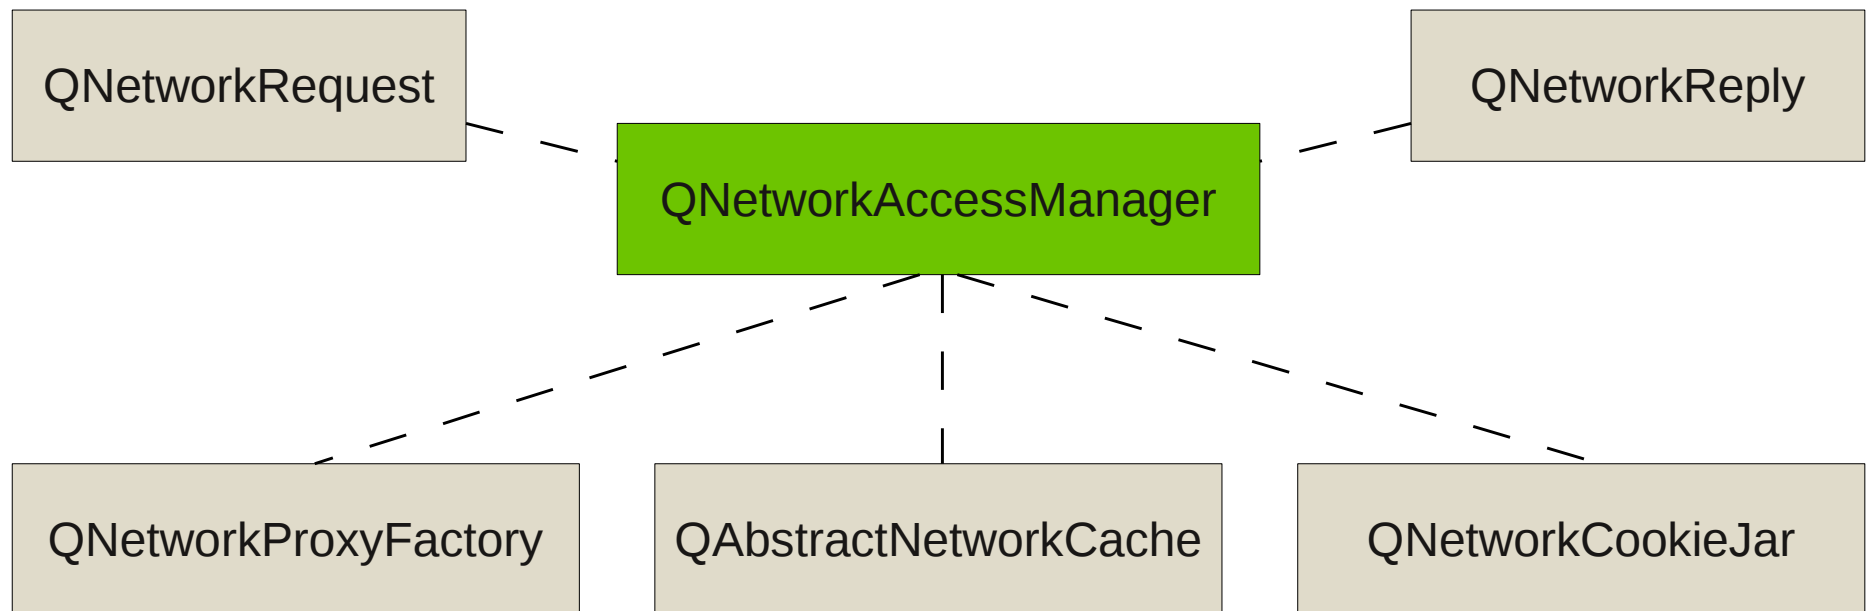 QNetworkRequest
QNetworkReply
QNetworkAccessManager
QNetworkProxyFactory
QAbstractNetworkCache
QNetworkCookieJar